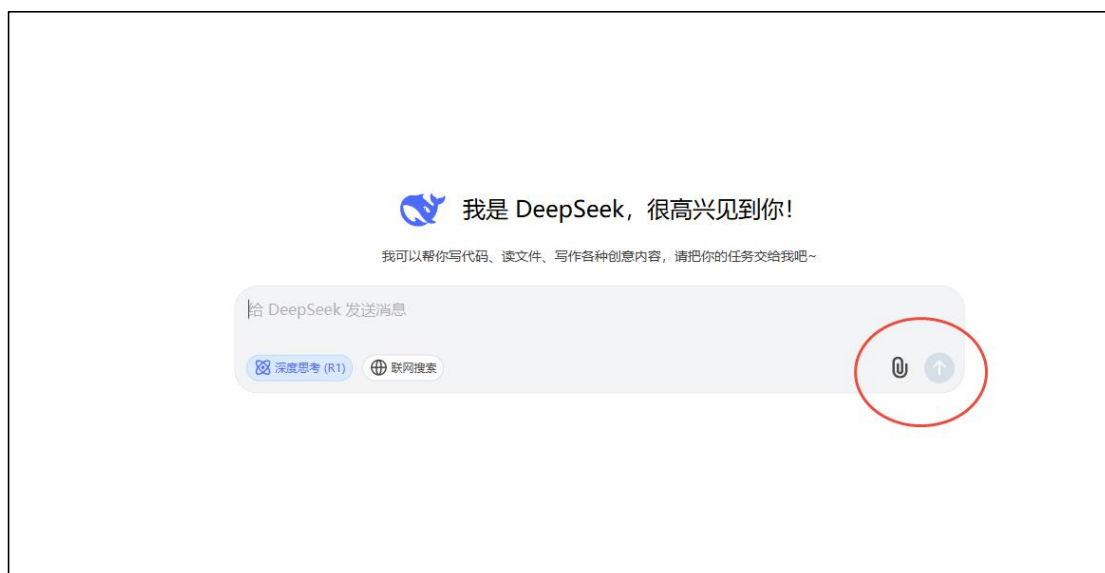 我是 DeepSeek，很高兴见到你！
我可以帮你写代码、读文件、写作各种创意内容，请把你的任务交给我吧~
给 DeepSeek 发送消息
深度思考 (R1) 联网搜索